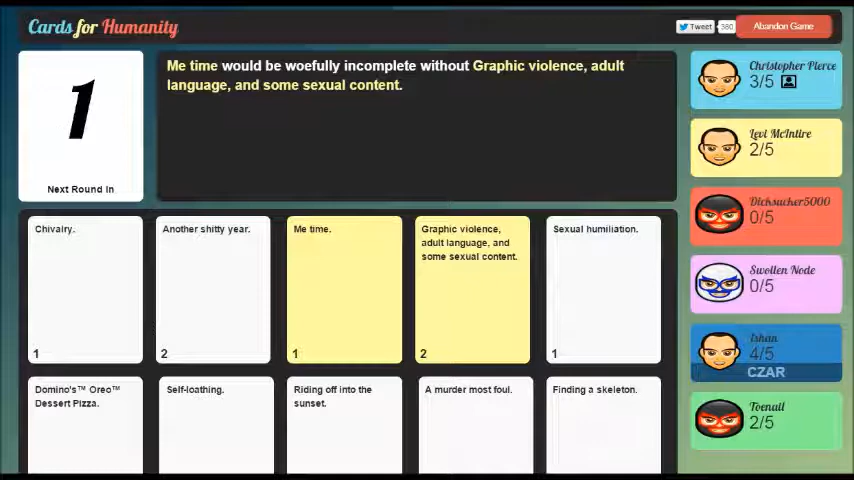 Cards for Humanity
Tweet 380
Abandon Game
1
Next Round In
Me time would be woefully incomplete without Graphic violence, adult
language, and some sexual content.
Christopher Pierce
3/5
Levi McIntire
2/5
Dicksucker5000
0/5
Swollen Node
0/5
Ishan
4/5
CZAR
Toenail
2/5
Chivalry.
1
Another shitty year.
2
Me time.
1
Graphic violence,
adult language, and
some sexual content.
2
Sexual humiliation.
1
Domino's™ Oreo™
Dessert Pizza.
Self-loathing.
Riding off into the
sunset.
A murder most foul.
Finding a skeleton.